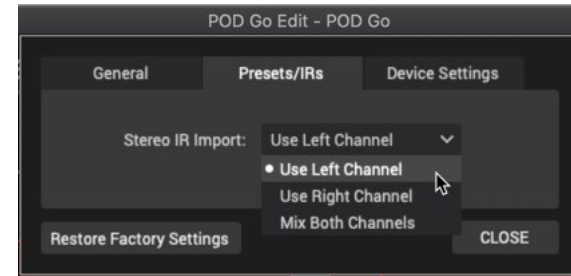 POD Go Edit - POD Go
General Presets/IRs Device Settings
Stereo IR Import: Use Left Channel
Use Left Channel
Use Right Channel
Mix Both Channels
Restore Factory Settings CLOSE